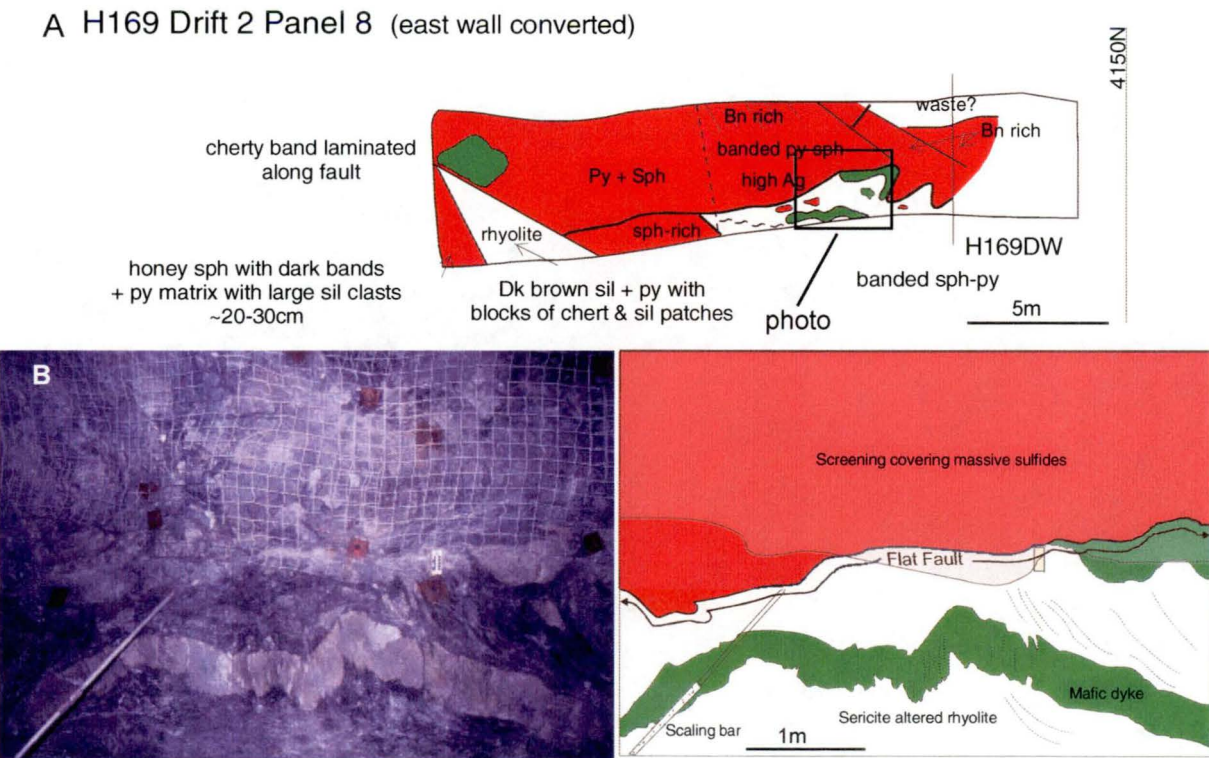 A H169 Drift 2 Panel 8 (east wall converted)
4150N
waste?
Bn rich
Bn rich
cherty band laminated
along fault
banded py-sph
Py + Sph
high Ag
rhyolite
sph-rich
H169DW
honey sph with dark bands
+ py matrix with large sil clasts
~20-30cm
Dk brown sil + py with
blocks of chert & sil patches
banded sph-py
photo
5m
B
Screening covering massive sulfides
Flat Fault
Mafic dyke
Sericite altered rhyolite
Scaling bar
1m